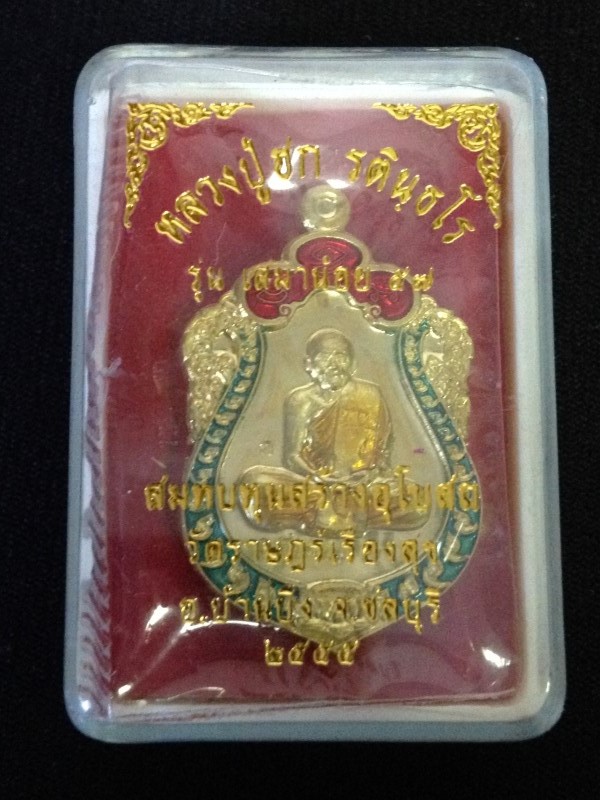 หลวงปู่ฮก รตินฺธโร
รุ่น เสมาน้อย ๕๗
สมทบทุนสร้างอุโบสถ
วัดราษฎร์เรืองสุข
อ.บ้านบึง จ.ชลบุรี
๒๕๕๕